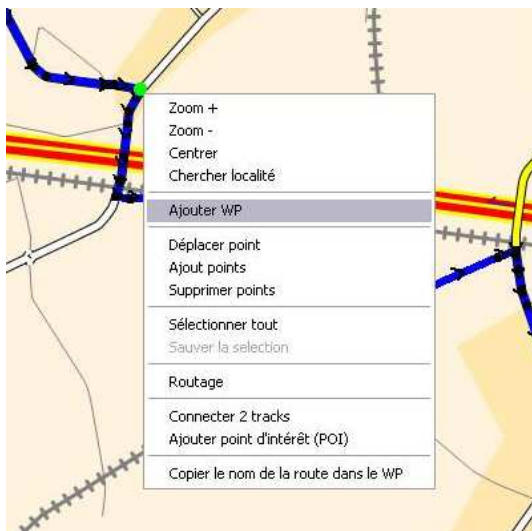 Zoom +
Zoom -
Centrer
Chercher localité
Ajouter WP
Déplacer point
Ajout points
Supprimer points
Sélectionner tout
Sauver la selection
Routage
Connecter 2 tracks
Ajouter point d'intérêt (POI)
Copier le nom de la route dans le WP